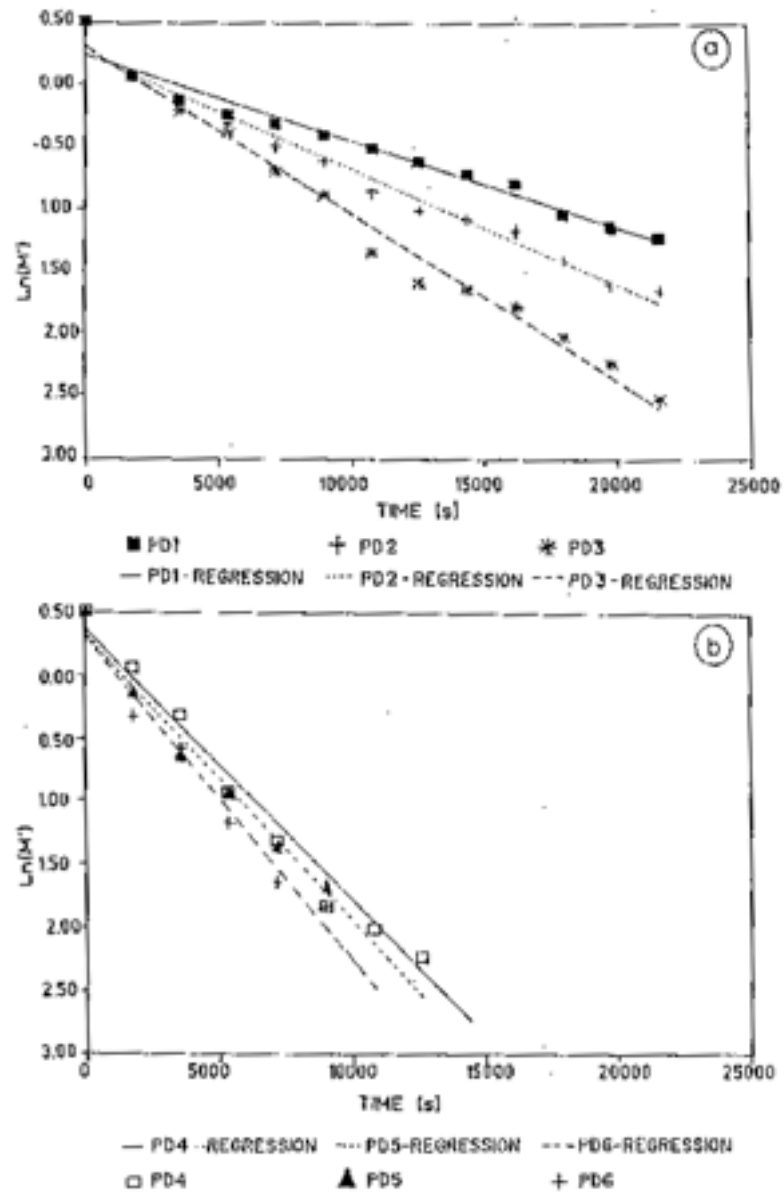 a
0.50
0.00
-0.50
1.00
1.50
2.00
2.50
3.00
Ln(M')
0 5000 10000 15000 20000 25000
TIME [s]
PD1 PD2 PD3
PD1-REGRESSION PD2-REGRESSION PD3-REGRESSION
b
0.50
0.00
0.50
1.00
1.50
2.00
2.50
3.00
Ln(M')
0 5000 10000 15000 20000 25000
TIME [s]
PD4-REGRESSION PD5-REGRESSION PD6-REGRESSION
PD4 PD5 PD6